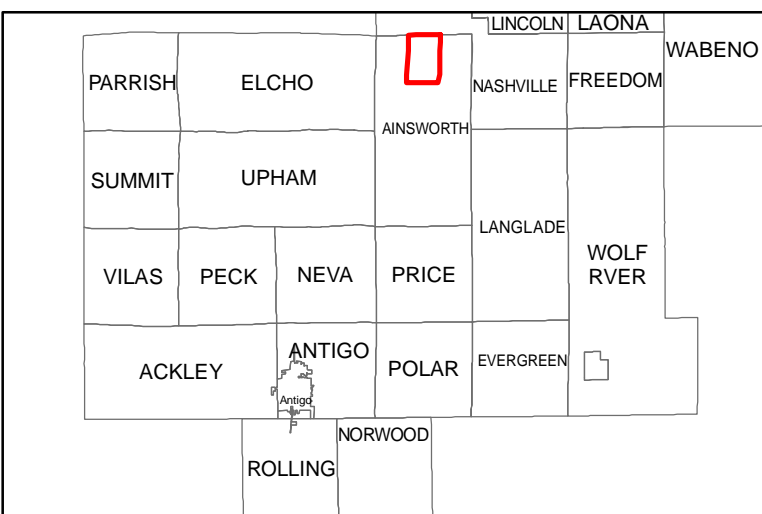 LINCOLN
LAONA
WABENO
PARRISH
ELCHO
NASHVILLE
FREEDOM
AINSWORTH
SUMMIT
UPHAM
LANGLADE
WOLF
RVER
VILAS
PECK
NEVA
PRICE
ACKLEY
ANTIGO
POLAR
EVERGREEN
Antigo
NORWOOD
ROLLING